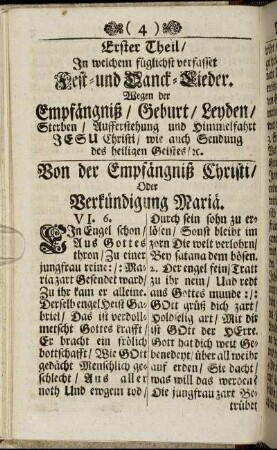 ( 4 )
Erster Theil/
In welchem füglichst verfasset
Fest- und Danck-Lieder.
Wegen der
Empfängniß/ Geburt/ Leyden/
Sterben/ Aufferstehung und Himmelfahrt
JESU Christi/ wie auch Sendung
des heiligen Geistes/ ꝛc.
Von der Empfängniß Christi/
Oder
Verkündigung Mariä.
VI. 6.
EIn Engel schon/
Aus Gottes
thron/ Zu einer
jungfrau reine: /: Ma-
ria zart Gesendet ward/
Zu ihr kam er alleine.
Derselb engel Heist Ga-
briel/ Das ist verdoll-
metscht Gottes krafft/
Er bracht ein frölich
bottschafft/ Wie GOtt
gedächt Menschlich ge-
schlecht/ Aus aller
noth Und ewgem tod/
Durch sein sohn zu er-
lösen/ Sonst bleibt im
zorn Die welt verlohrn/
Bey satana dem bösen.
2. Der engel fein/ Tratt
zu ihr nein/ Und redt
aus Gottes munde :/:
GOtt grüß dich zart/
Holdselig art/ Mit dir
ist GOtt der HErre.
Gott hat dich weit Ge-
benedeyt/ über all weibr
auf erden/ Sie dacht/
was will das werden?
Die jungfrau zart Be-
trübet